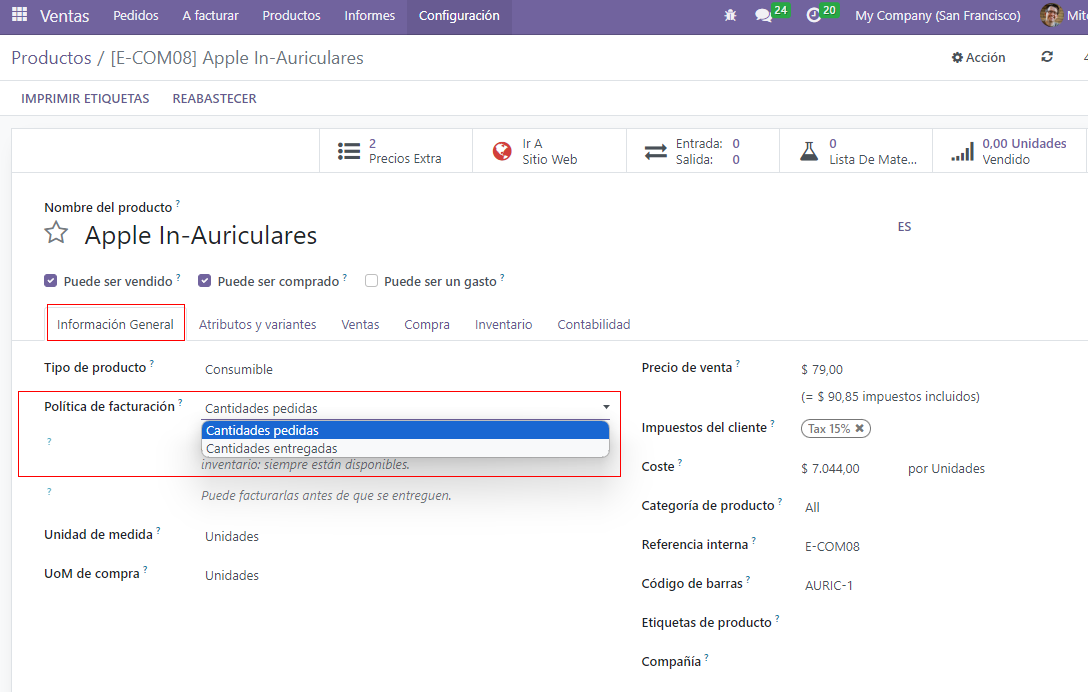 Ventas Pedidos A facturar Productos Informes Configuración 24 20 My Company (San Francisco)
Productos / [E-COM08] Apple In-Auriculares Acción
IMPRIMIR ETIQUETAS REABASTECER
2 Precios Extra
Ir A Sitio Web
Entrada: 0
Salida: 0
0 Lista De Mate...
0,00 Unidades Vendido
Nombre del producto ?
Apple In-Auriculares ES
Puede ser vendido ? Puede ser comprado ? Puede ser un gasto ?
Información General Atributos y variantes Ventas Compra Inventario Contabilidad
Tipo de producto ? Consumible
Política de facturación ? Cantidades pedidas
Cantidades pedidas
? Cantidades entregadas
inventario: siempre están disponibles.
? Puede facturarlas antes de que se entreguen.
Unidad de medida ? Unidades
UoM de compra ? Unidades
Precio de venta ? $ 79,00
(= $ 90,85 impuestos incluidos)
Impuestos del cliente ? Tax 15% ✖
Coste ? $ 7.044,00 por Unidades
Categoría de producto ? All
Referencia interna ? E-COM08
Código de barras ? AURIC-1
Etiquetas de producto ?
Compañía ?